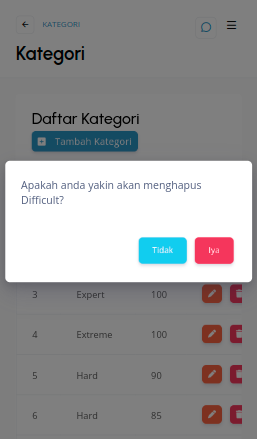 KATEGORI
Kategori
Daftar Kategori
Tambah Kategori
Apakah anda yakin akan menghapus
Difficult?
Tidak Iya
3 Expert 100
4 Extreme 100
5 Hard 90
6 Hard 85